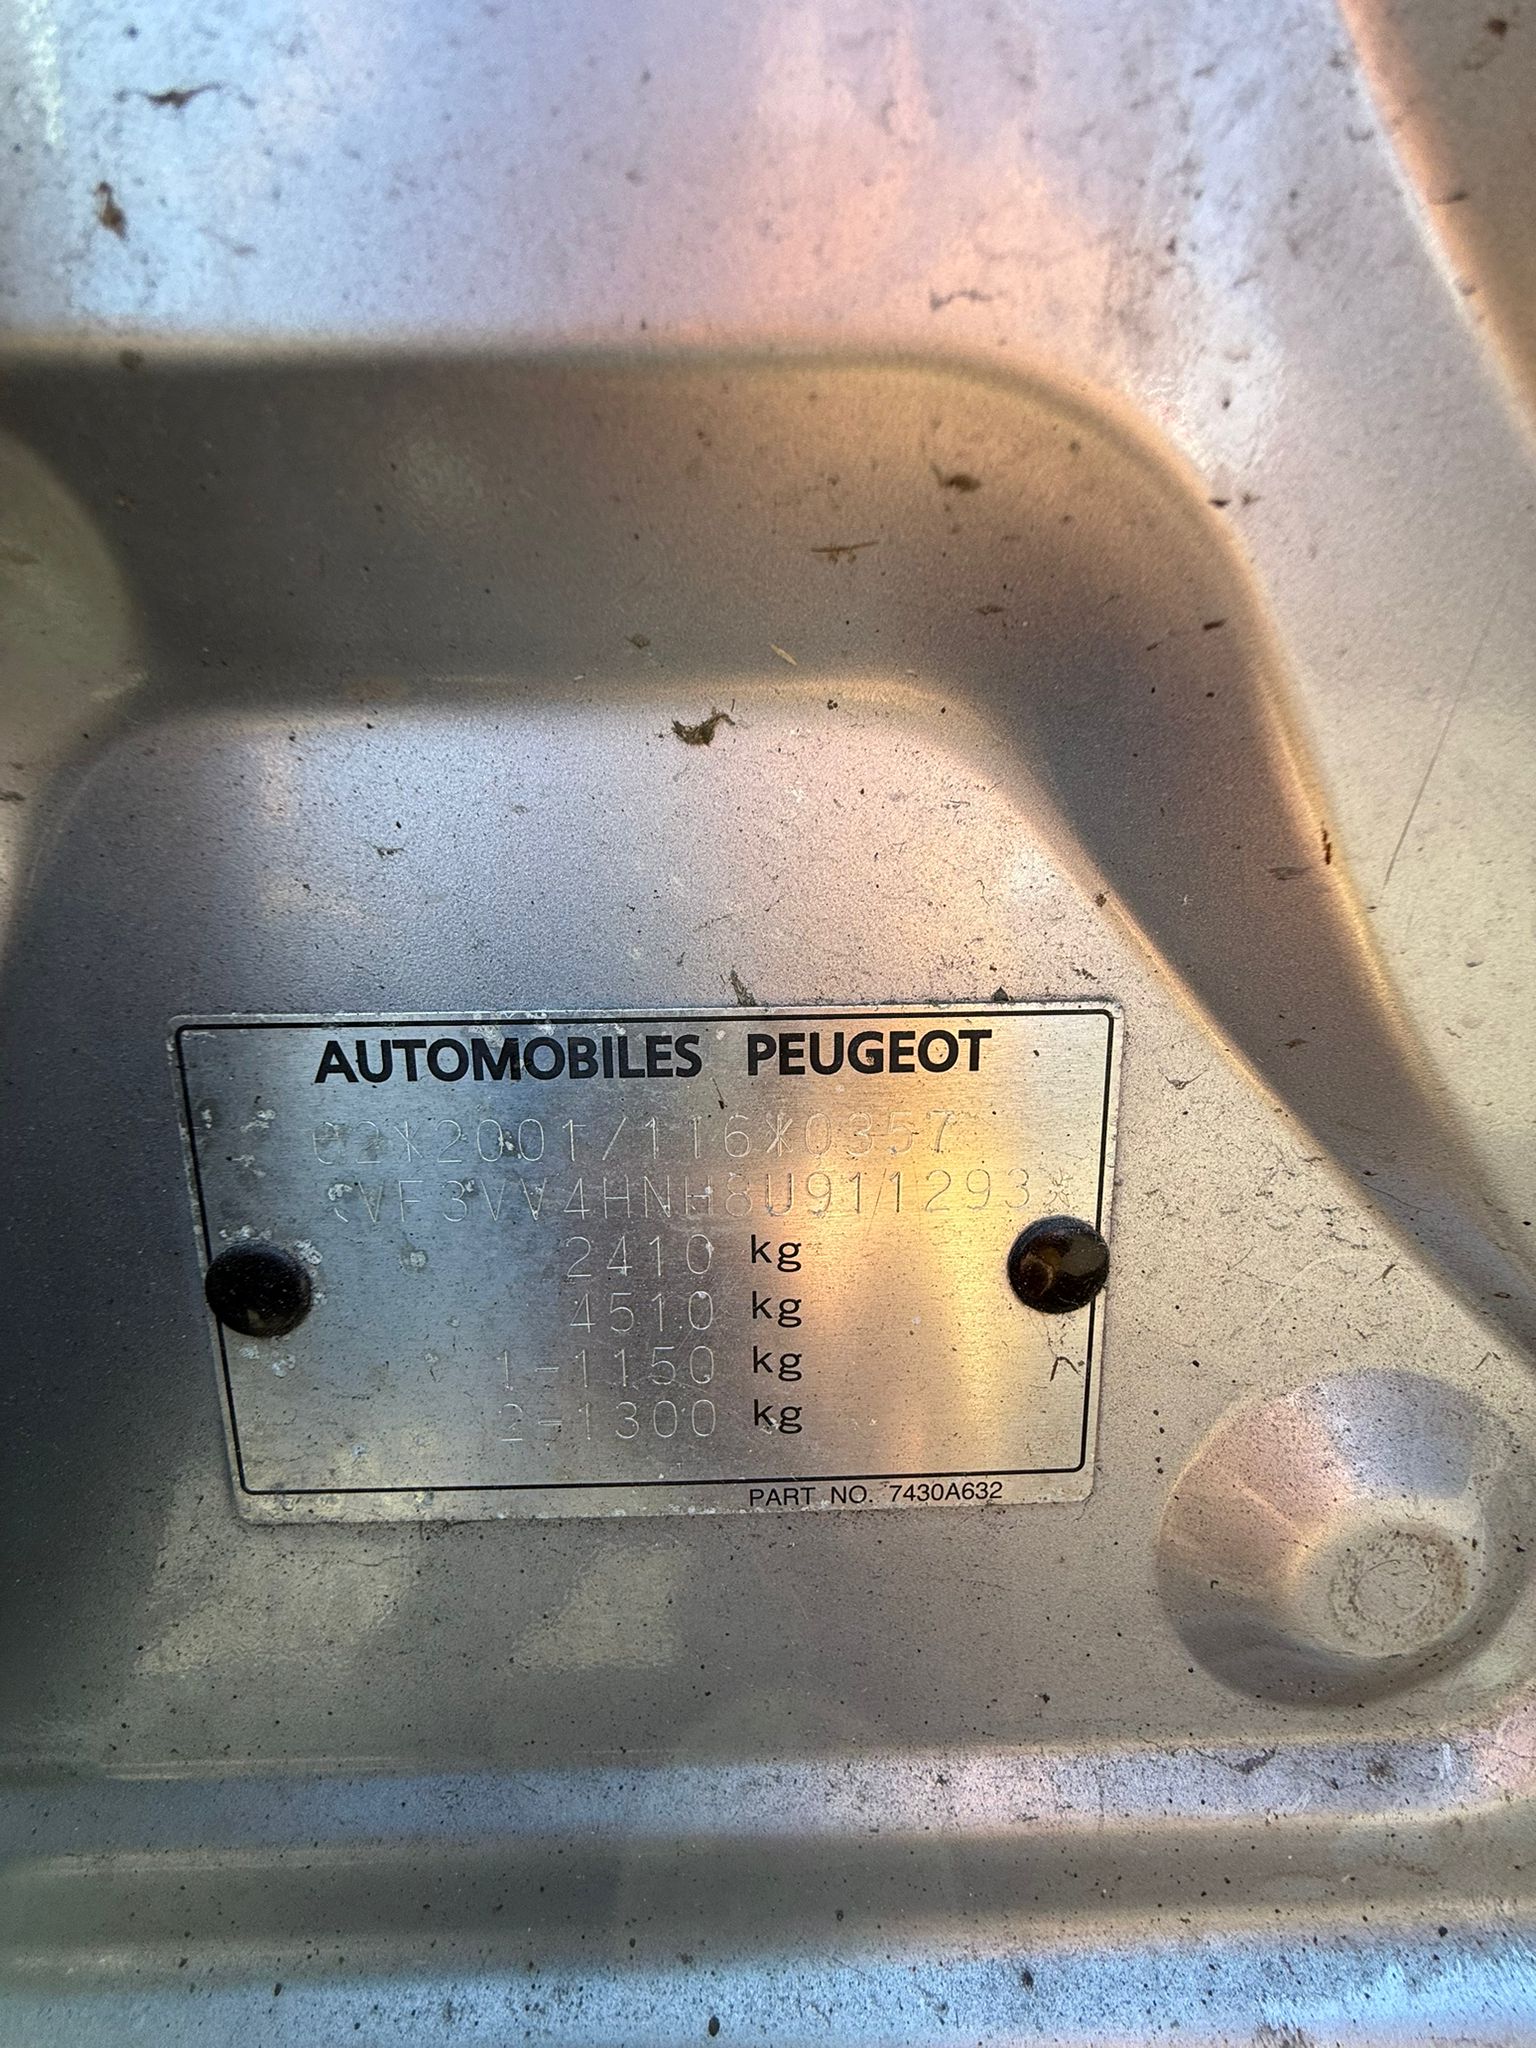 AUTOMOBILES PEUGEOT
e2*2001/116*0357
*VF3VV4HNH8U911293*
2410 kg
4510 kg
1-1150 kg
2-1300 kg
PART NO. 7430A632